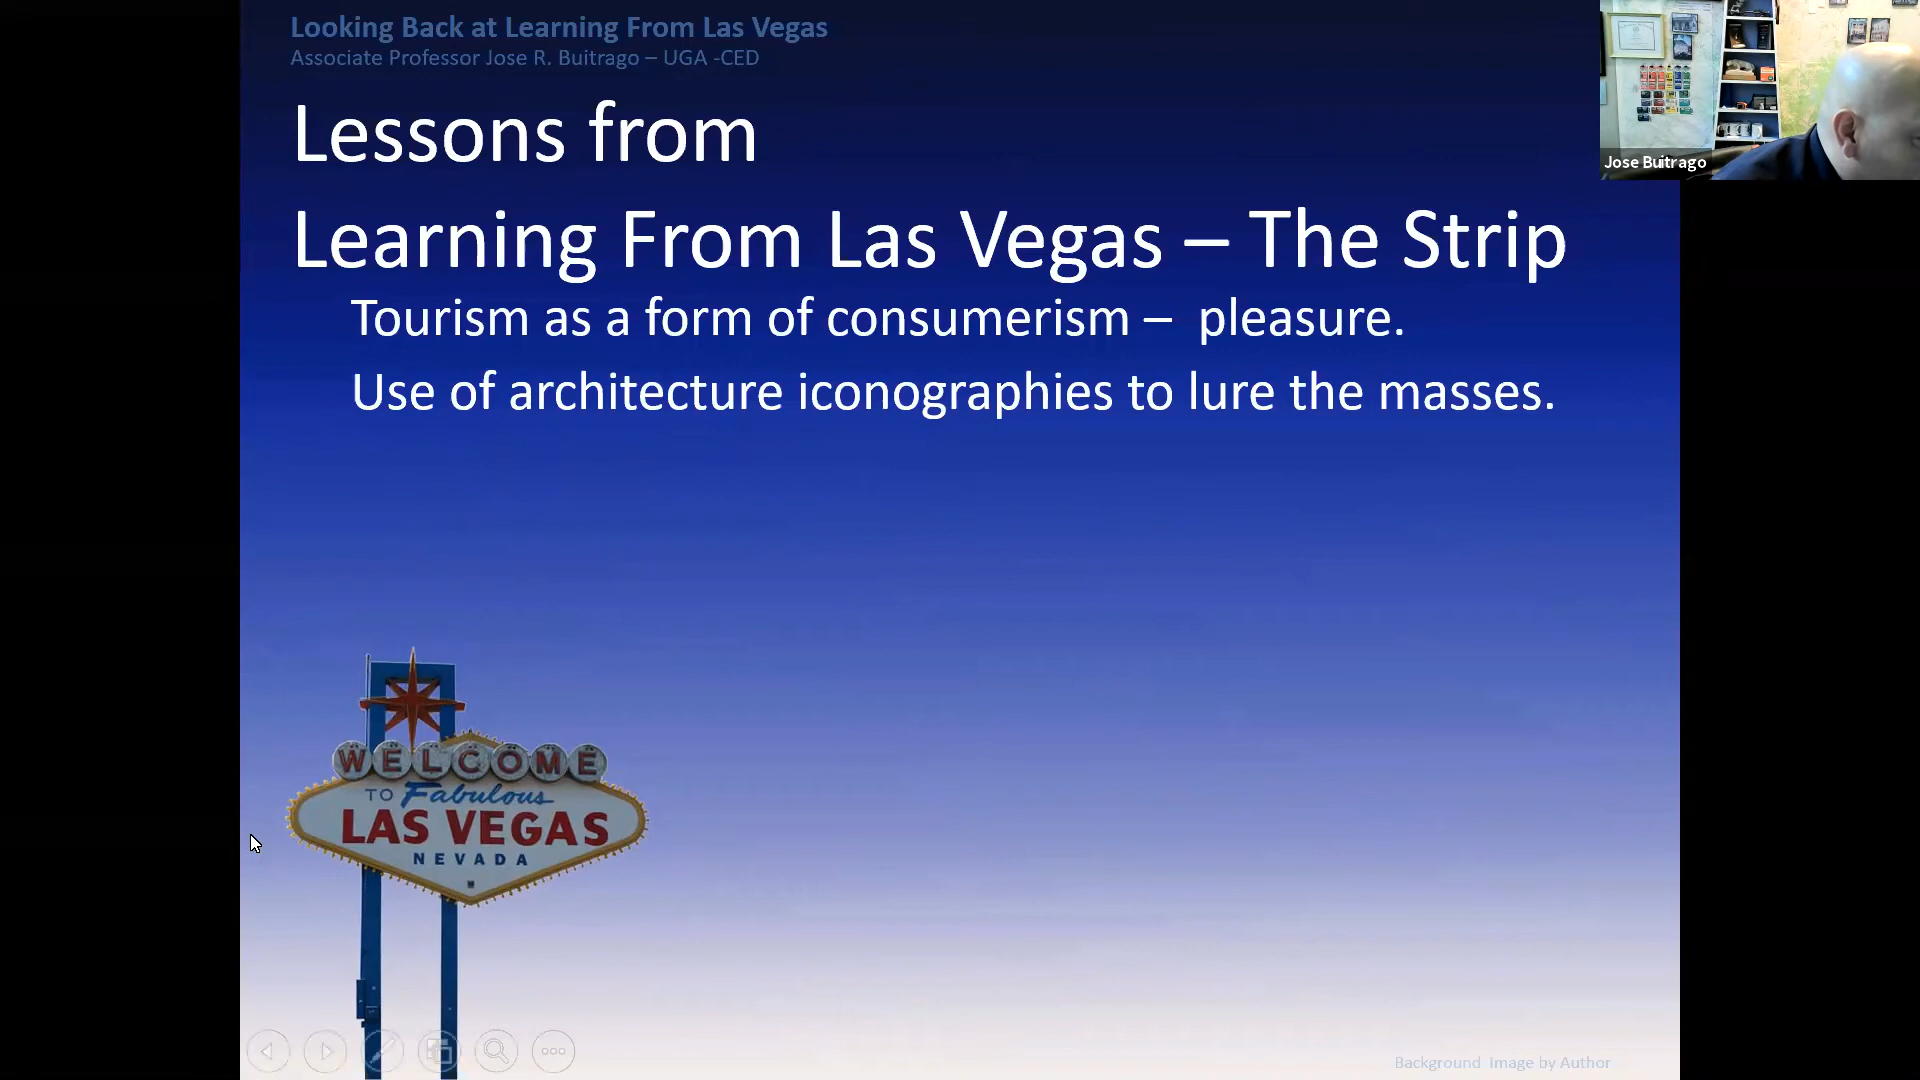 Looking Back at Learning From Las Vegas
Associate Professor Jose R. Buitrago – UGA -CED
Lessons from
Learning From Las Vegas – The Strip
Tourism as a form of consumerism –  pleasure.
Use of architecture iconographies to lure the masses.
Jose Buitrago
WELCOME
TO Fabulous
LAS VEGAS
NEVADA
Background  Image by Author